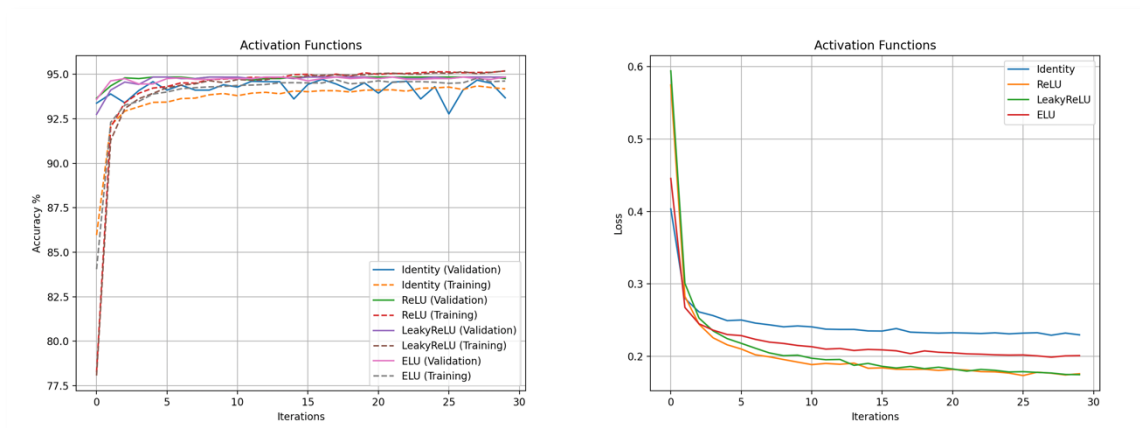 Activation Functions
95.0
92.5
90.0
87.5
85.0
82.5
80.0
77.5
Accuracy %
Identity (Validation)
Identity (Training)
ReLU (Validation)
ReLU (Training)
LeakyReLU (Validation)
LeakyReLU (Training)
ELU (Validation)
ELU (Training)
0 5 10 15 20 25 30
Iterations
Activation Functions
0.6
0.5
0.4
0.3
0.2
Loss
Identity
ReLU
LeakyReLU
ELU
0 5 10 15 20 25 30
Iterations